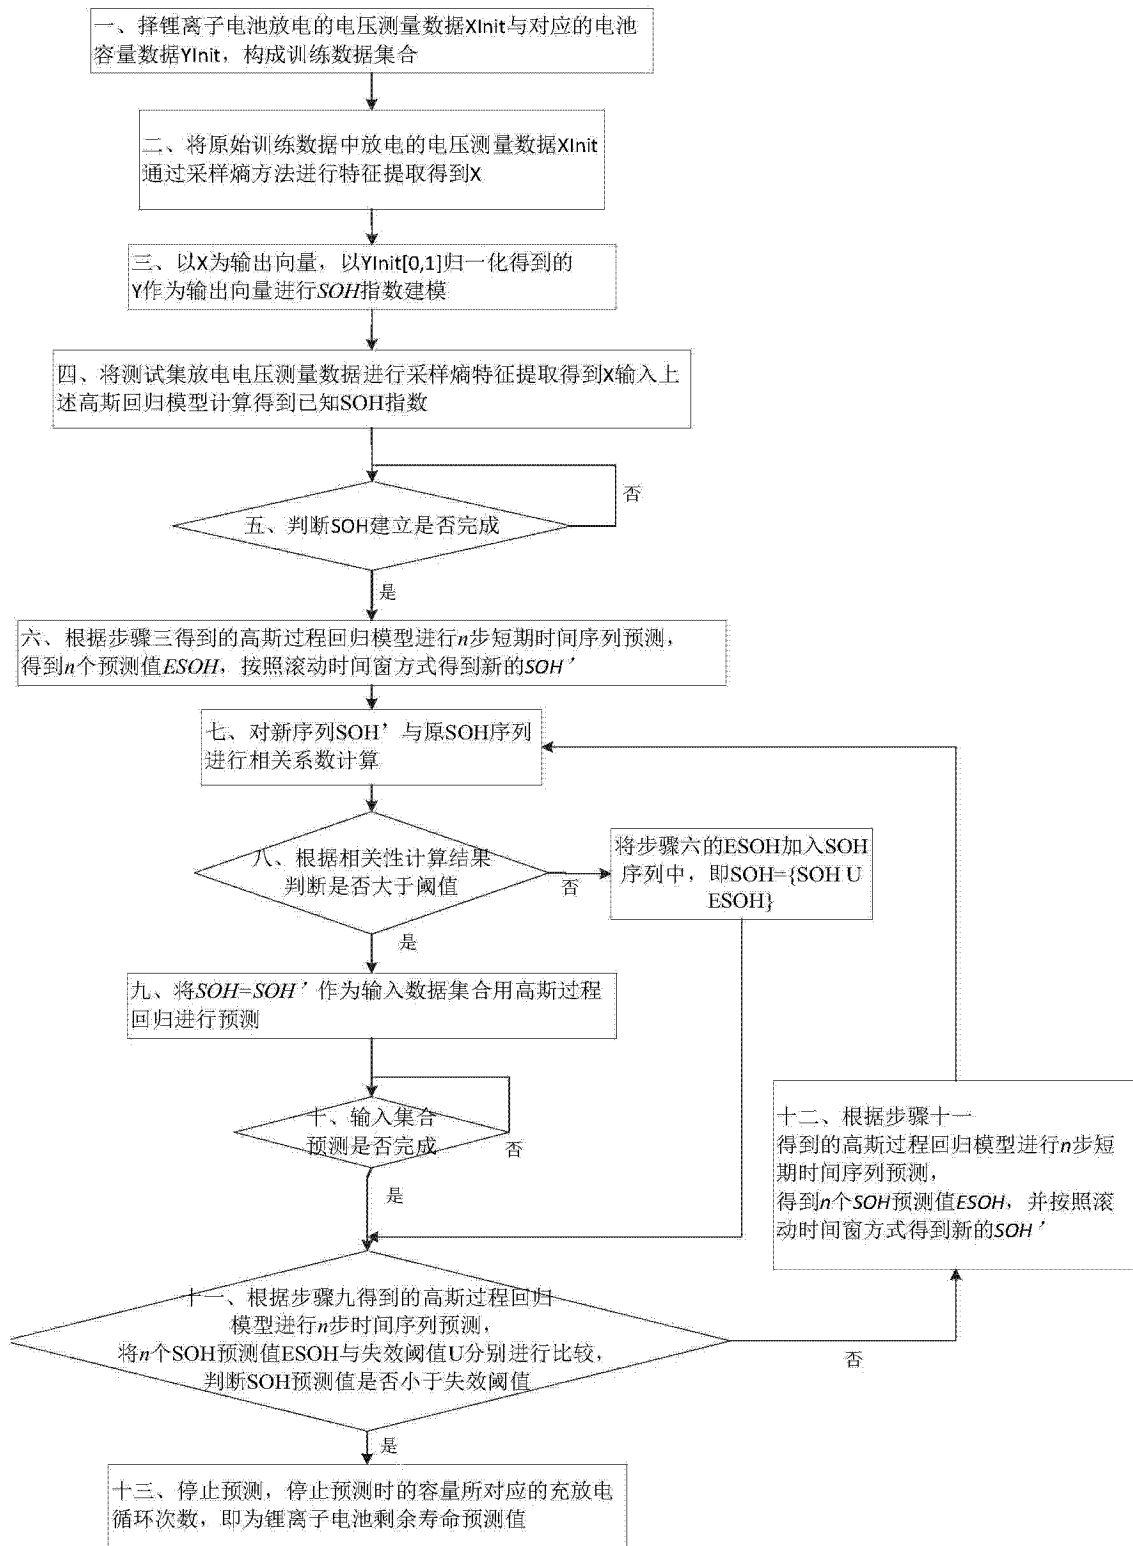 一、择锂离子电池放电的电压测量数据XInit与对应的电池
容量数据YInit，构成训练数据集合
二、将原始训练数据中放电的电压测量数据XInit
通过采样熵方法进行特征提取得到X
三、以X为输出向量，以YInit[0,1]归一化得到的
Y作为输出向量进行SOH指数建模
四、将测试集放电电压测量数据进行采样熵特征提取得到X输入上
述高斯回归模型计算得到已知SOH指数
否
五、判断SOH建立是否完成
是
六、根据步骤三得到的高斯过程回归模型进行n步短期时间序列预测，
得到n个预测值ESOH，按照滚动时间窗方式得到新的SOH’
七、对新序列SOH’与原SOH序列
进行相关系数计算
八、根据相关性计算结果
判断是否大于阈值
否
将步骤六的ESOH加入SOH
序列中，即SOH={SOH U
ESOH}
是
九、将SOH=SOH’作为输入数据集合用高斯过程
回归进行预测
十、输入集合
预测是否完成
否
是
十二、根据步骤十一
得到的高斯过程回归模型进行n步短
期时间序列预测，
得到n个SOH预测值ESOH，并按照滚
动时间窗方式得到新的SOH’
十一、根据步骤九得到的高斯过程回归
模型进行n步时间序列预测，
将n个SOH预测值ESOH与失效阈值U分别进行比较，
判断SOH预测值是否小于失效阈值
否
是
十三、停止预测，停止预测时的容量所对应的充放电
循环次数，即为锂离子电池剩余寿命预测值